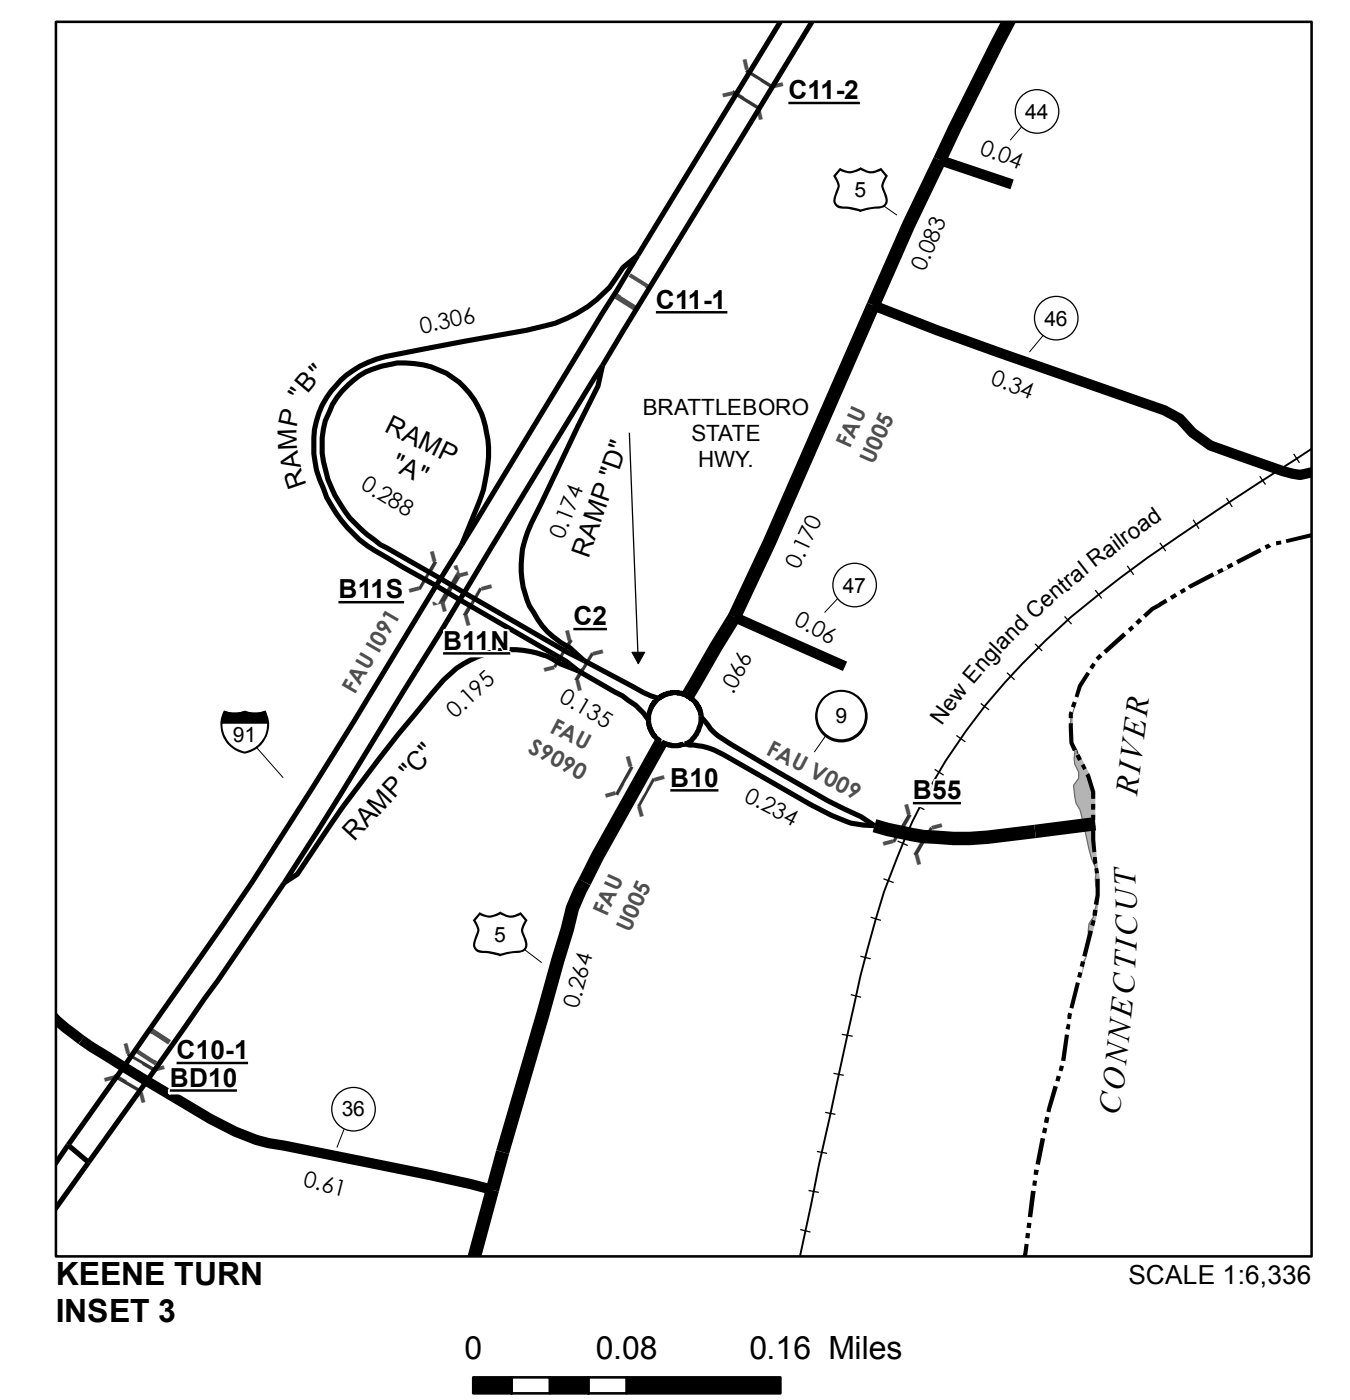 C11-2
44
0.04
5
0.083
C11-1
46
0.306
0.34
RAMP "B"
BRATTLEBORO
STATE
HWY.
FAU
U005
RAMP
"A"
0.288
0.174
RAMP "D"
0.170
New England Central Railroad
47
0.06
B11S
C2
B11N
FAU I091
.066
0.195
0.135
FAU
S9090
9
FAU V009
91
RAMP "C"
B10
0.234
B55
RIVER
CONNECTICUT
FAU
U005
5
0.264
C10-1
BD10
36
0.61
KEENE TURN
INSET 3
SCALE 1:6,336
0 0.08 0.16 Miles